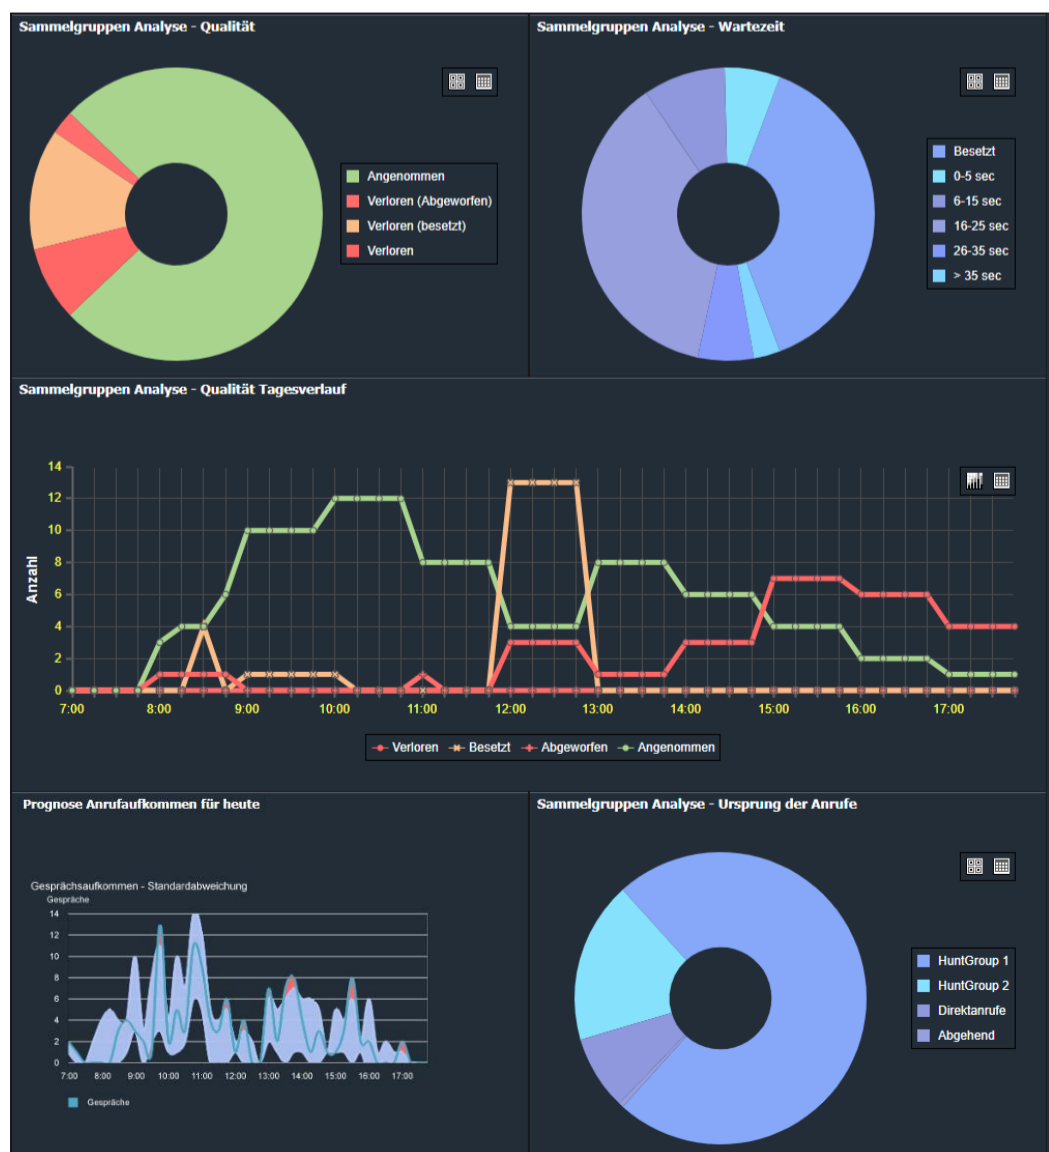 Sammelgruppen Analyse - Qualität
Angenommen
Verloren (Abgeworfen)
Verloren (besetzt)
Verloren
Sammelgruppen Analyse - Wartezeit
Besetzt
0-5 sec
6-15 sec
16-25 sec
26-35 sec
> 35 sec
Sammelgruppen Analyse - Qualität Tagesverlauf
Anzahl
14
12
10
8
6
4
2
0
7:00 8:00 9:00 10:00 11:00 12:00 13:00 14:00 15:00 16:00 17:00
Verloren Besetzt Abgeworfen Angenommen
Prognose Anrufaufkommen für heute
Gesprächsaufkommen - Standardabweichung
Gespräche
14
12
10
8
6
4
2
0
7:00 8:00 9:00 10:00 11:00 12:00 13:00 14:00 15:00 16:00 17:00
Gespräche
Sammelgruppen Analyse - Ursprung der Anrufe
HuntGroup 1
HuntGroup 2
Direktanrufe
Abgehend